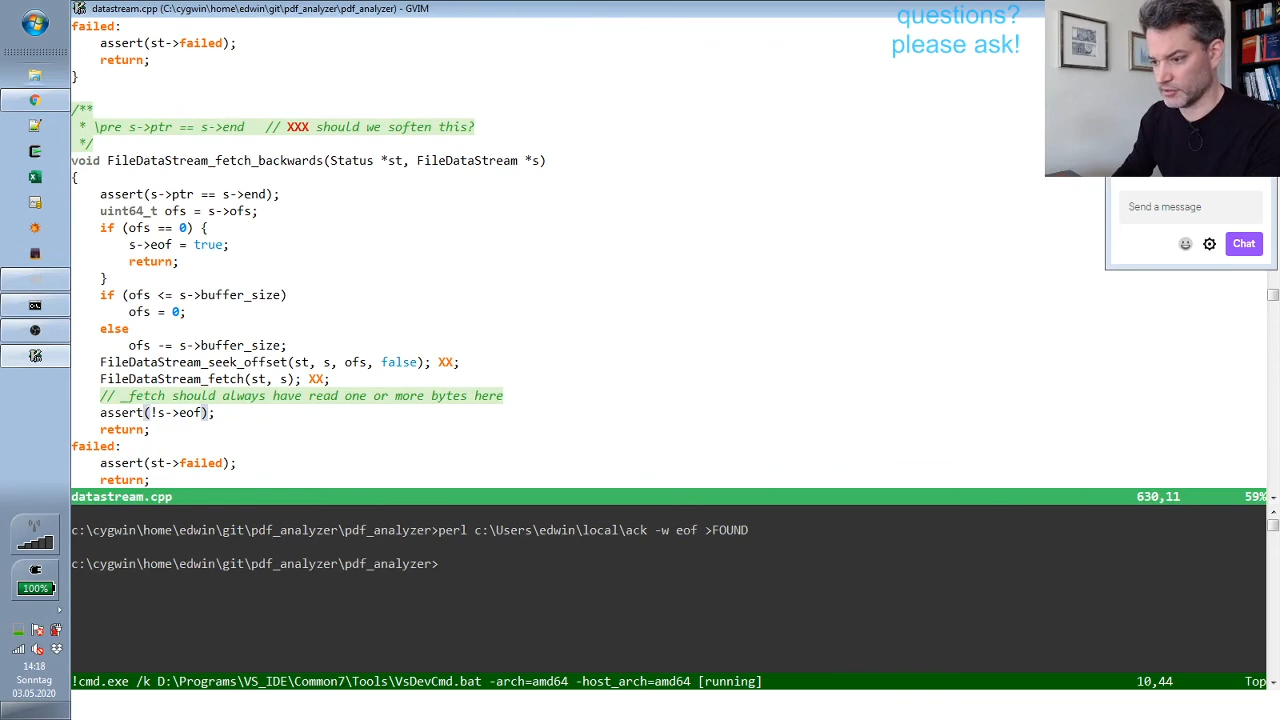 datastream.cpp (C:\cygwin\home\edwin\git\pdf_analyzer\pdf_analyzer) - GVIM
failed:
    assert(st->failed);
    return;
}
/**
 * \pre s->ptr == s->end   // XXX should we soften this?
 */
void FileDataStream_fetch_backwards(Status *st, FileDataStream *s)
{
    assert(s->ptr == s->end);
    uint64_t ofs = s->ofs;
    if (ofs == 0) {
        s->eof = true;
        return;
    }
    if (ofs <= s->buffer_size)
        ofs = 0;
    else
        ofs -= s->buffer_size;
    FileDataStream_seek_offset(st, s, ofs, false); XX;
    FileDataStream_fetch(st, s); XX;
    // _fetch should always have read one or more bytes here
    assert(!s->eof);
    return;
failed:
    assert(st->failed);
    return;
datastream.cpp 630,11 59%
c:\cygwin\home\edwin\git\pdf_analyzer\pdf_analyzer>perl c:\Users\edwin\local\ack -w eof >FOUND
c:\cygwin\home\edwin\git\pdf_analyzer\pdf_analyzer>
!cmd.exe /k D:\Programs\VS_IDE\Common7\Tools\VsDevCmd.bat -arch=amd64 -host_arch=amd64 [running] 10,44 Top
questions?
please ask!
Send a message
Chat
100%
14:18
Sonntag
03.05.2020